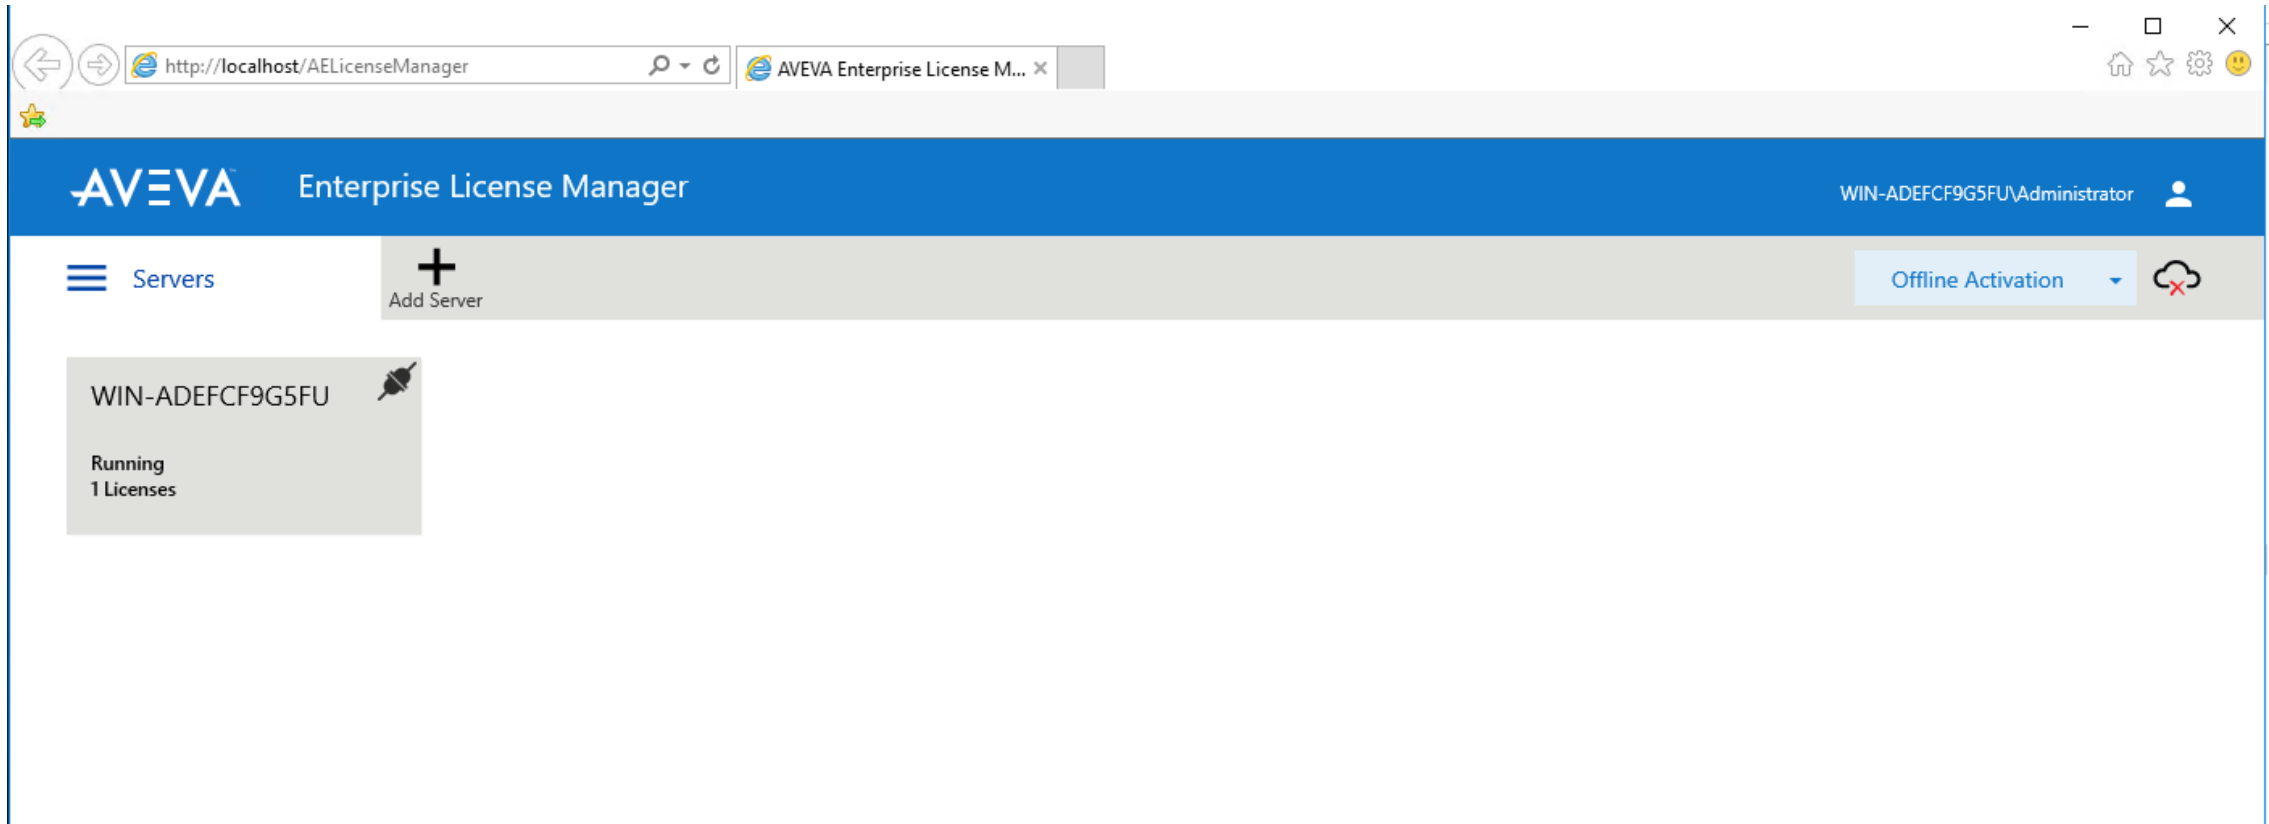 http://localhost/AELicenseManager
AVEVA Enterprise License M...
AVEVA
Enterprise License Manager
WIN-ADEFCF9G5FU\Administrator
Servers
Add Server
Offline Activation
WIN-ADEFCF9G5FU
Running
1 Licenses